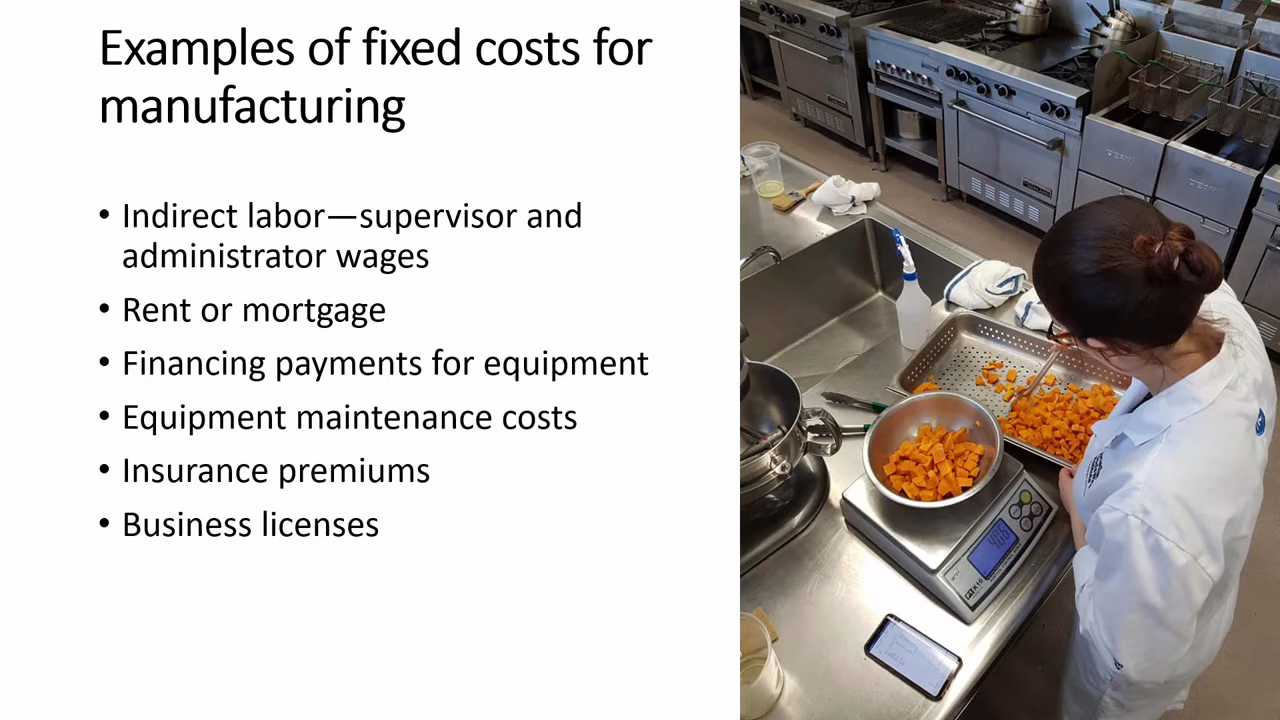 Examples of fixed costs for
manufacturing
• Indirect labor—supervisor and
administrator wages
• Rent or mortgage
• Financing payments for equipment
• Equipment maintenance costs
• Insurance premiums
• Business licenses